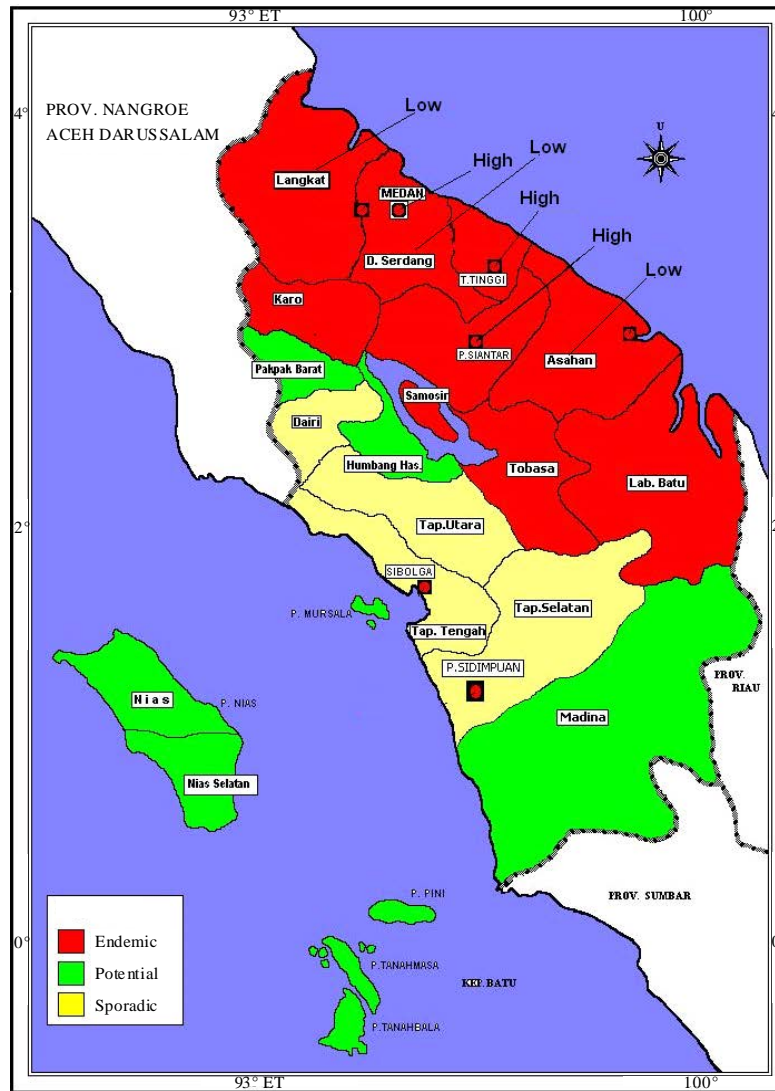 93° ET
100°
4°
4
PROV. NANGROE
ACEH DARUSSALAM
Low
U
High
Low
Langkat
MEDAN
High
High
D. Serdang
T.TINGGI
Low
Karo
P.SIANTAR
Asahan
Pakpak Barat
Samosir
Dairi
Humbang Has.
Tobasa
Lab. Batu
2°
2
Tap.Utara
SIBOLGA
P. MURSALA
Tap.Selatan
Tap. Tengah
P.SIDIMPUAN
PROV.
RIAU
Nias
P. NIAS
Madina
Nias Selatan
P. PINI
PROV. SUMBAR
Endemic
Potential
Sporadic
0°
0
P.TANAHMASA
KEP.BATU
P.TANAHBALA
93° ET
100°